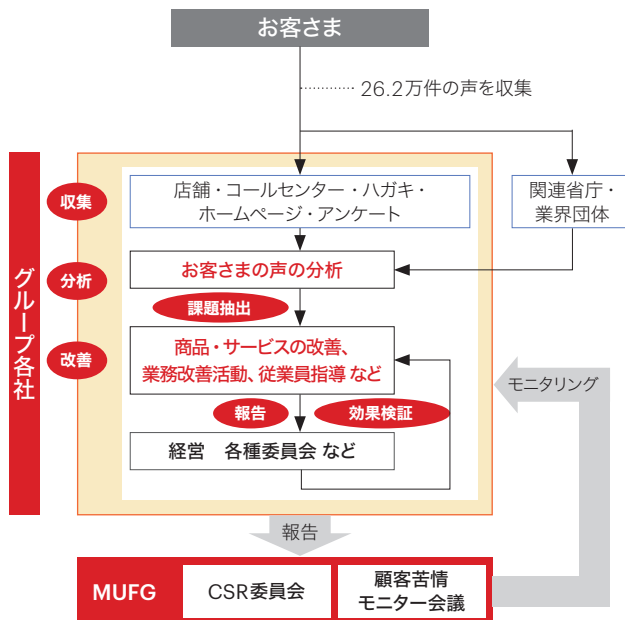 お客さま
26.2万件の声を収集
グループ各社
収集
店舗・コールセンター・ハガキ・
ホームページ・アンケート
関連省庁・
業界団体
分析
お客さまの声の分析
課題抽出
改善
商品・サービスの改善、
業務改善活動、従業員指導 など
モニタリング
報告
効果検証
経営　各種委員会 など
報告
MUFG
CSR委員会
顧客苦情
モニター会議